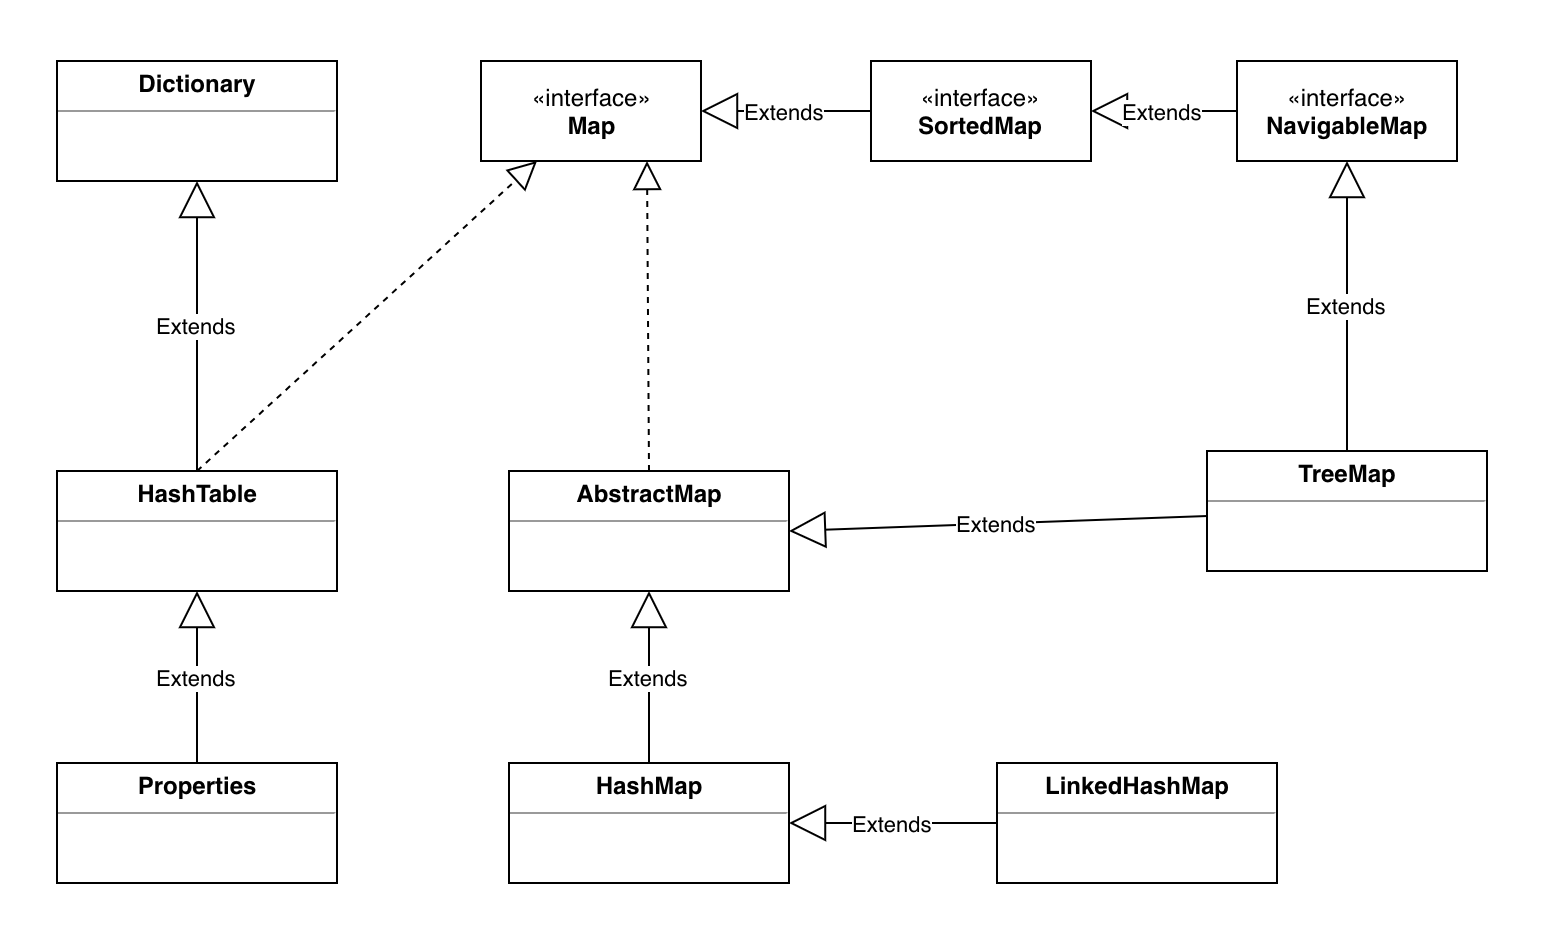 Dictionary
«interface»
Map
Extends
«interface»
SortedMap
Extends
«interface»
NavigableMap
Extends
Extends
HashTable
AbstractMap
Extends
TreeMap
Extends
Extends
Properties
HashMap
Extends
LinkedHashMap